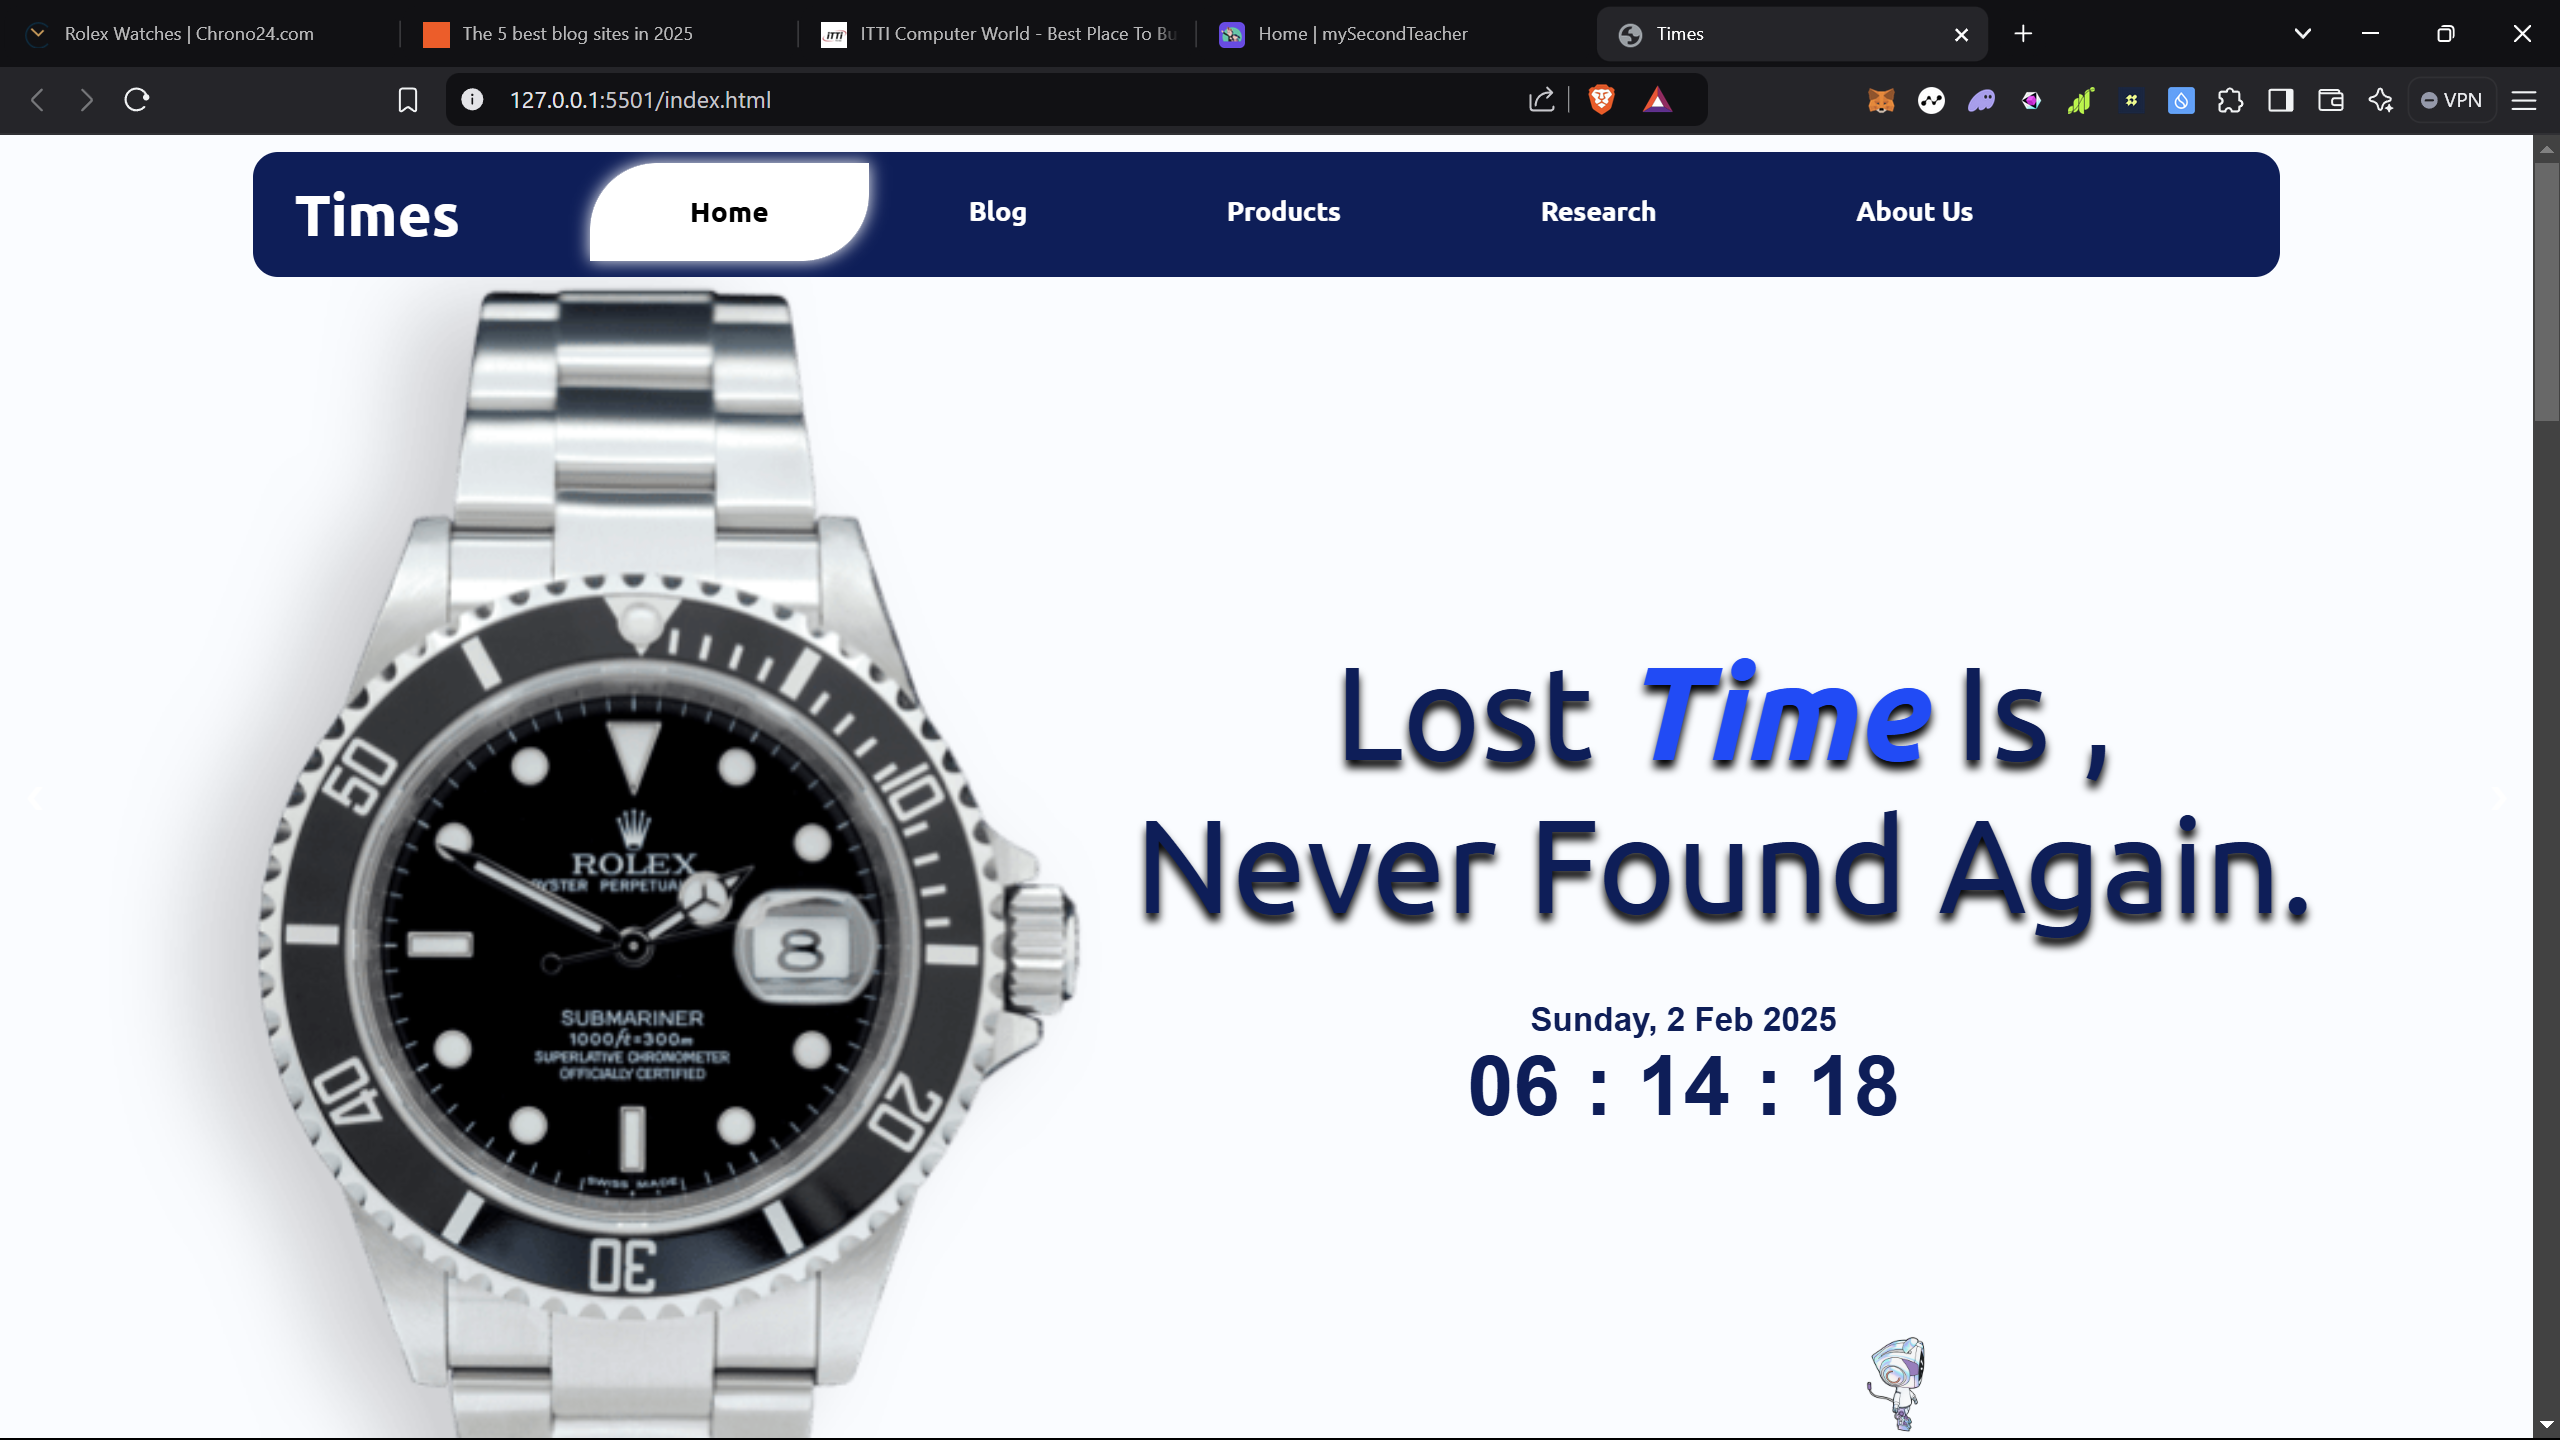 Rolex Watches | Chrono24.com
The 5 best blog sites in 2025
ITTI Computer World - Best Place To Bu
Home | mySecondTeacher
Times
127.0.0.1:5501/index.html
VPN
Times
Home
Blog
Products
Research
About Us
50
10
ROLEX
OYSTER PERPETUAL
8
Lost Time Is ,
Never Found Again.
SUBMARINER
1000ft=300m
SUPERLATIVE CHRONOMETER
OFFICIALLY CERTIFIED
Sunday, 2 Feb 2025
06 : 14 : 18
40
20
SWISS MADE
30